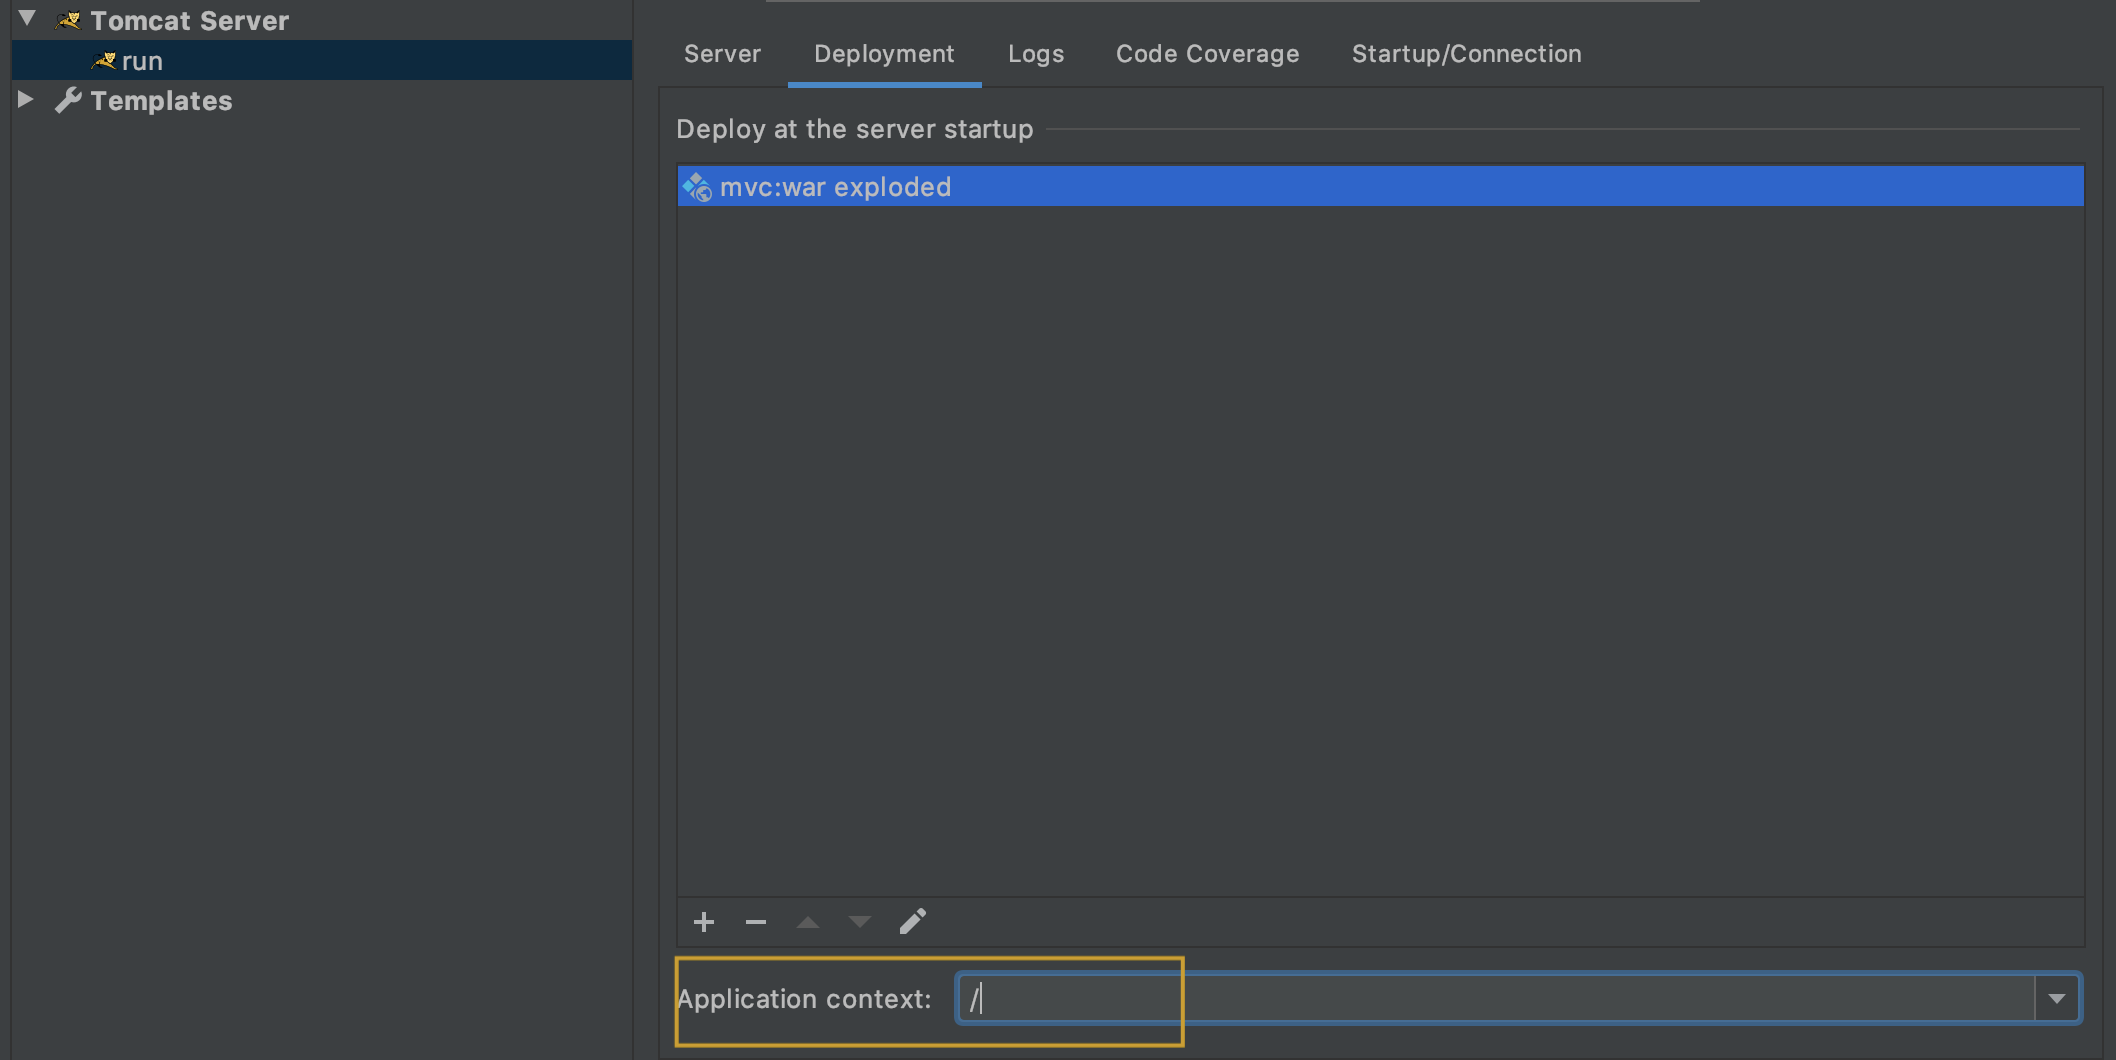 Tomcat Server
run
Templates
Server Deployment Logs Code Coverage Startup/Connection
Deploy at the server startup
mvc:war exploded
Application context: /